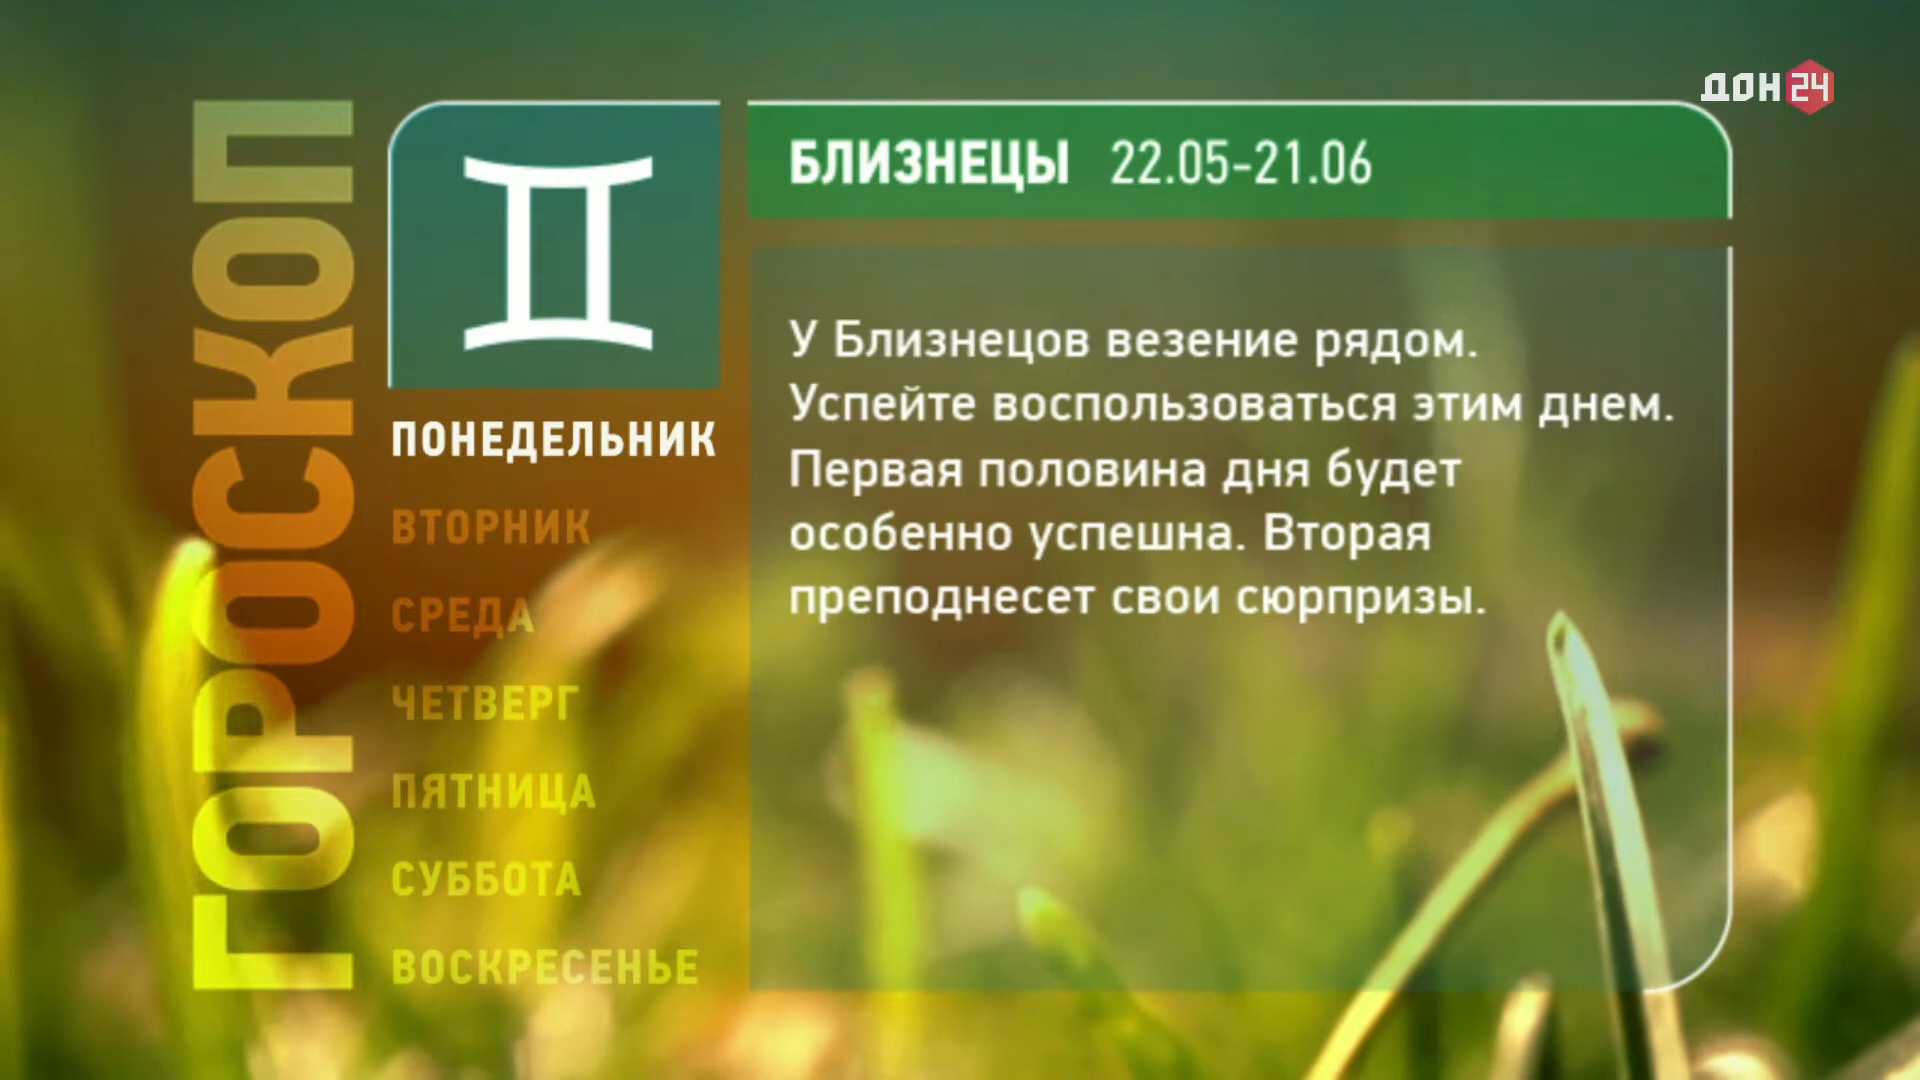 ДОН 24
ГОРОСКОП
БЛИЗНЕЦЫ 22.05-21.06
ПОНЕДЕЛЬНИК
ВТОРНИК
СРЕДА
ЧЕТВЕРГ
ПЯТНИЦА
СУББОТА
ВОСКРЕСЕНЬЕ
У Близнецов везение рядом.
Успейте воспользоваться этим днем.
Первая половина дня будет
особенно успешна. Вторая
преподнесет свои сюрпризы.